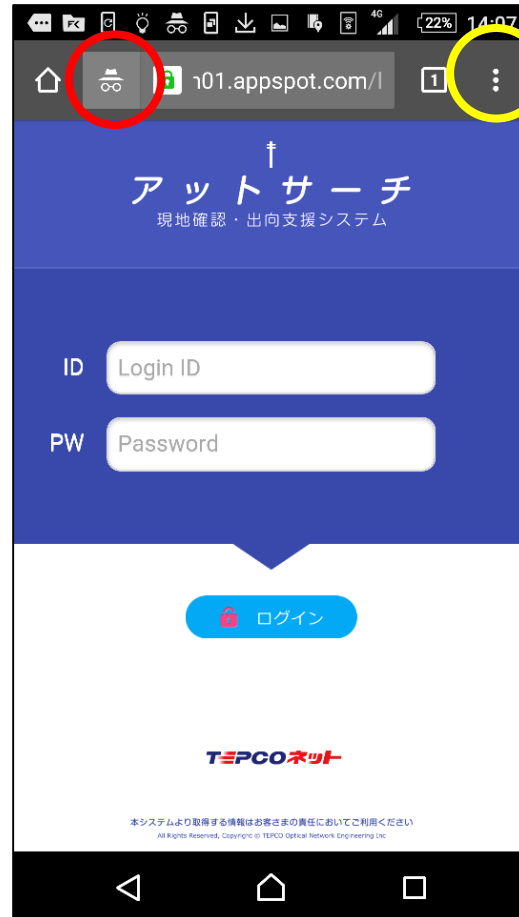 4G
22%
14:07
n01.appspot.com/l
1
アットサーチ
現地確認・出向支援システム
ID
Login ID
PW
Password
ログイン
TEPCOネット
本システムより取得する情報はお客さまの責任においてご利用ください
All Rights Reserved, Copyright © TEPCO Optical Network Engineering Inc